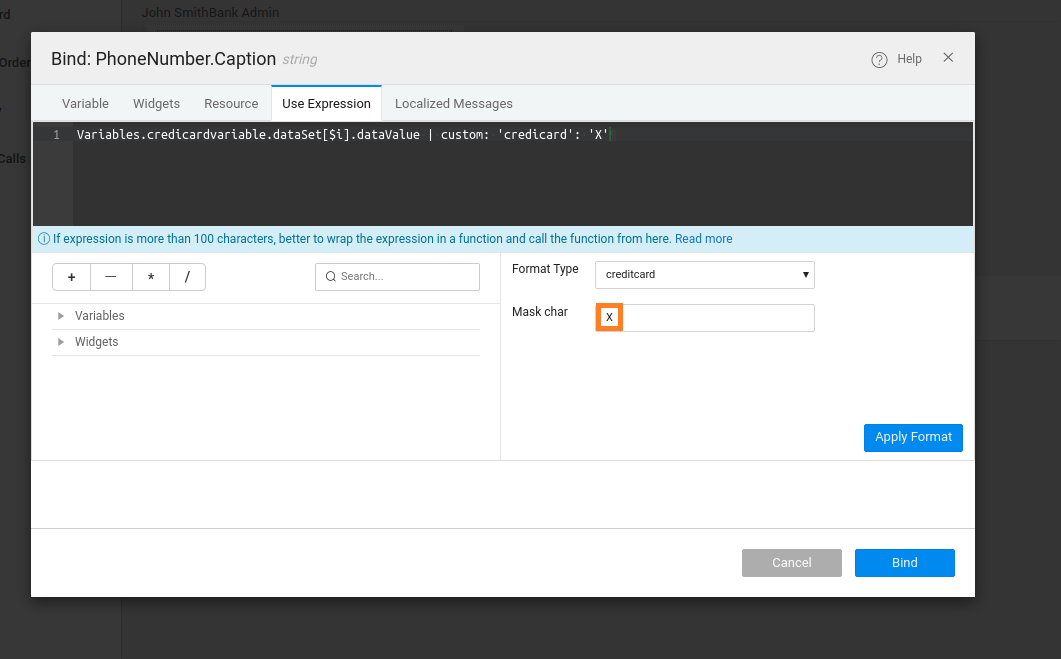 rd
John SmithBank Admin
Order
Calls
Bind: PhoneNumber.Caption string
Help
Variable Widgets Resource Use Expression Localized Messages
1 Variables.credicardvariable.dataSet[$i].dataValue | custom: 'credicard': 'X'
If expression is more than 100 characters, better to wrap the expression in a function and call the function from here. Read more
+ — * /
Search...
Format Type creditcard
Mask char X
Variables
Widgets
Apply Format
Cancel Bind